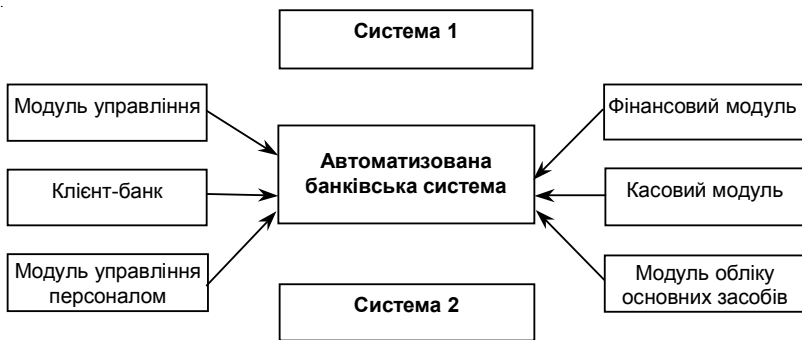 Система 1
Модуль управління
Фінансовий модуль
Автоматизована
банківська система
Клієнт-банк
Касовий модуль
Модуль управління
персоналом
Модуль обліку
основних засобів
Система 2